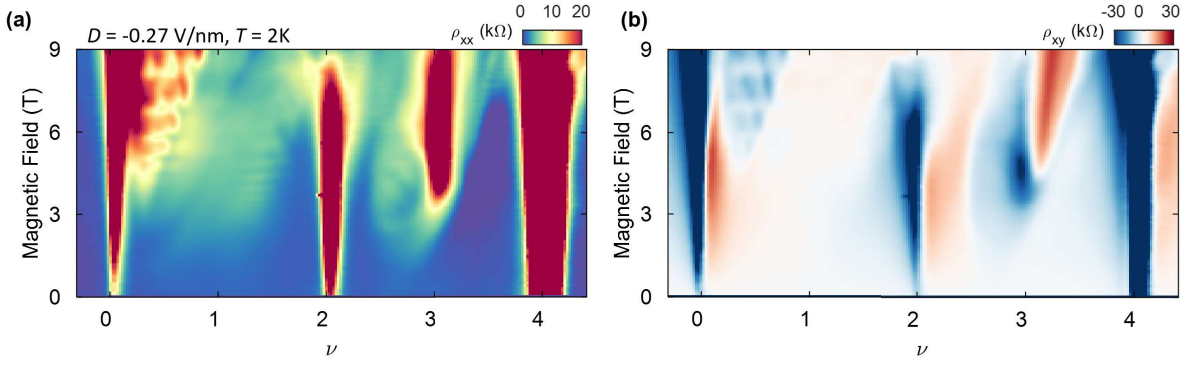 (a)
D = -0.27 V/nm, T = 2K
ρxx (kΩ)
0 10 20
Magnetic Field (T)
9
6
3
0
0 1 2 3 4
ν
(b)
ρxy (kΩ)
-30 0 30
Magnetic Field (T)
9
6
3
0
0 1 2 3 4
ν